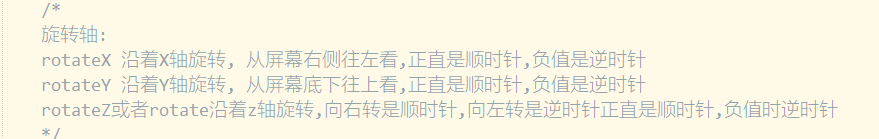 /*
旋转轴:
rotateX 沿着X轴旋转, 从屏幕右侧往左看,正直是顺时针,负值是逆时针
rotateY 沿着Y轴旋转, 从屏幕底下往上看,正直是顺时针,负值是逆时针
rotateZ或者rotate沿着z轴旋转,向右转是顺时针,向左转是逆时针正直是顺时针,负值时逆时针
*/